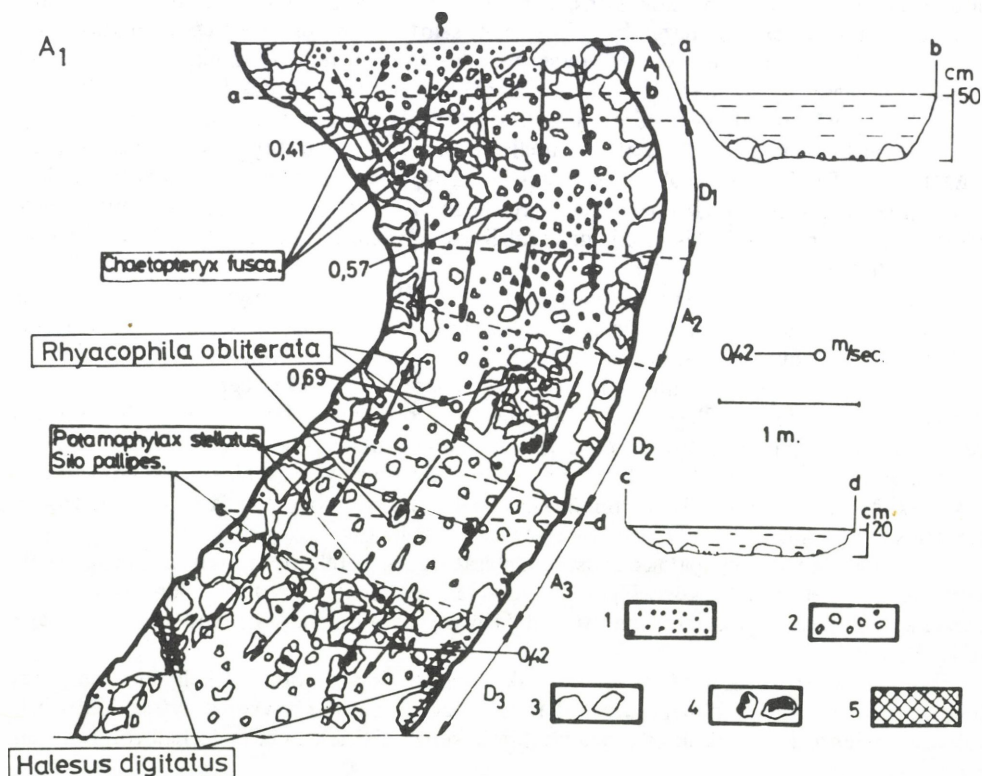 A1
a
b
A1
a
b
cm
50
0,41
D1
Chaetopteryx fusca.
0,57
A2
Rhyacophila obliterata
0,69
0,42 m/sec.
1 m.
Potamophylax stellatus
Silo pallipes.
D2
c
d
c
d
cm
20
A3
1
2
0,42
D3
3
4
5
Halesus digitatus